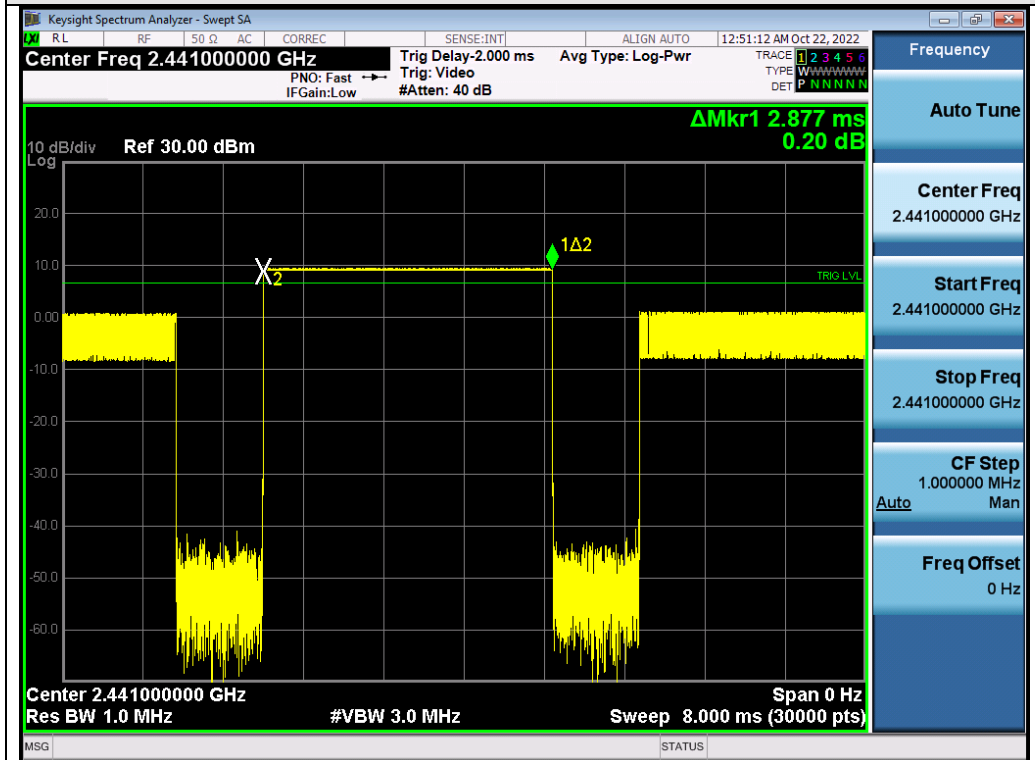 Keysight Spectrum Analyzer - Swept SA
LXI RL RF 50 Ω AC CORREC SENSE:INT ALIGN AUTO 12:51:12 AM Oct 22, 2022
Center Freq 2.441000000 GHz
PNO: Fast
IFGain:Low
Trig Delay-2.000 ms
Trig: Video
#Atten: 40 dB
Avg Type: Log-Pwr
TRACE 1 2 3 4 5 6
TYPE WWWWWWW
DET P N N N N N
ΔMkr1 2.877 ms
0.20 dB
10 dB/div Ref 30.00 dBm
Log
20.0
10.0
0.00
-10.0
-20.0
-30.0
-40.0
-50.0
-60.0
2
1Δ2
TRIG LVL
Center 2.441000000 GHz Span 0 Hz
Res BW 1.0 MHz #VBW 3.0 MHz Sweep 8.000 ms (30000 pts)
MSG STATUS
Frequency
Auto Tune
Center Freq
2.441000000 GHz
Start Freq
2.441000000 GHz
Stop Freq
2.441000000 GHz
CF Step
1.000000 MHz
Auto Man
Freq Offset
0 Hz